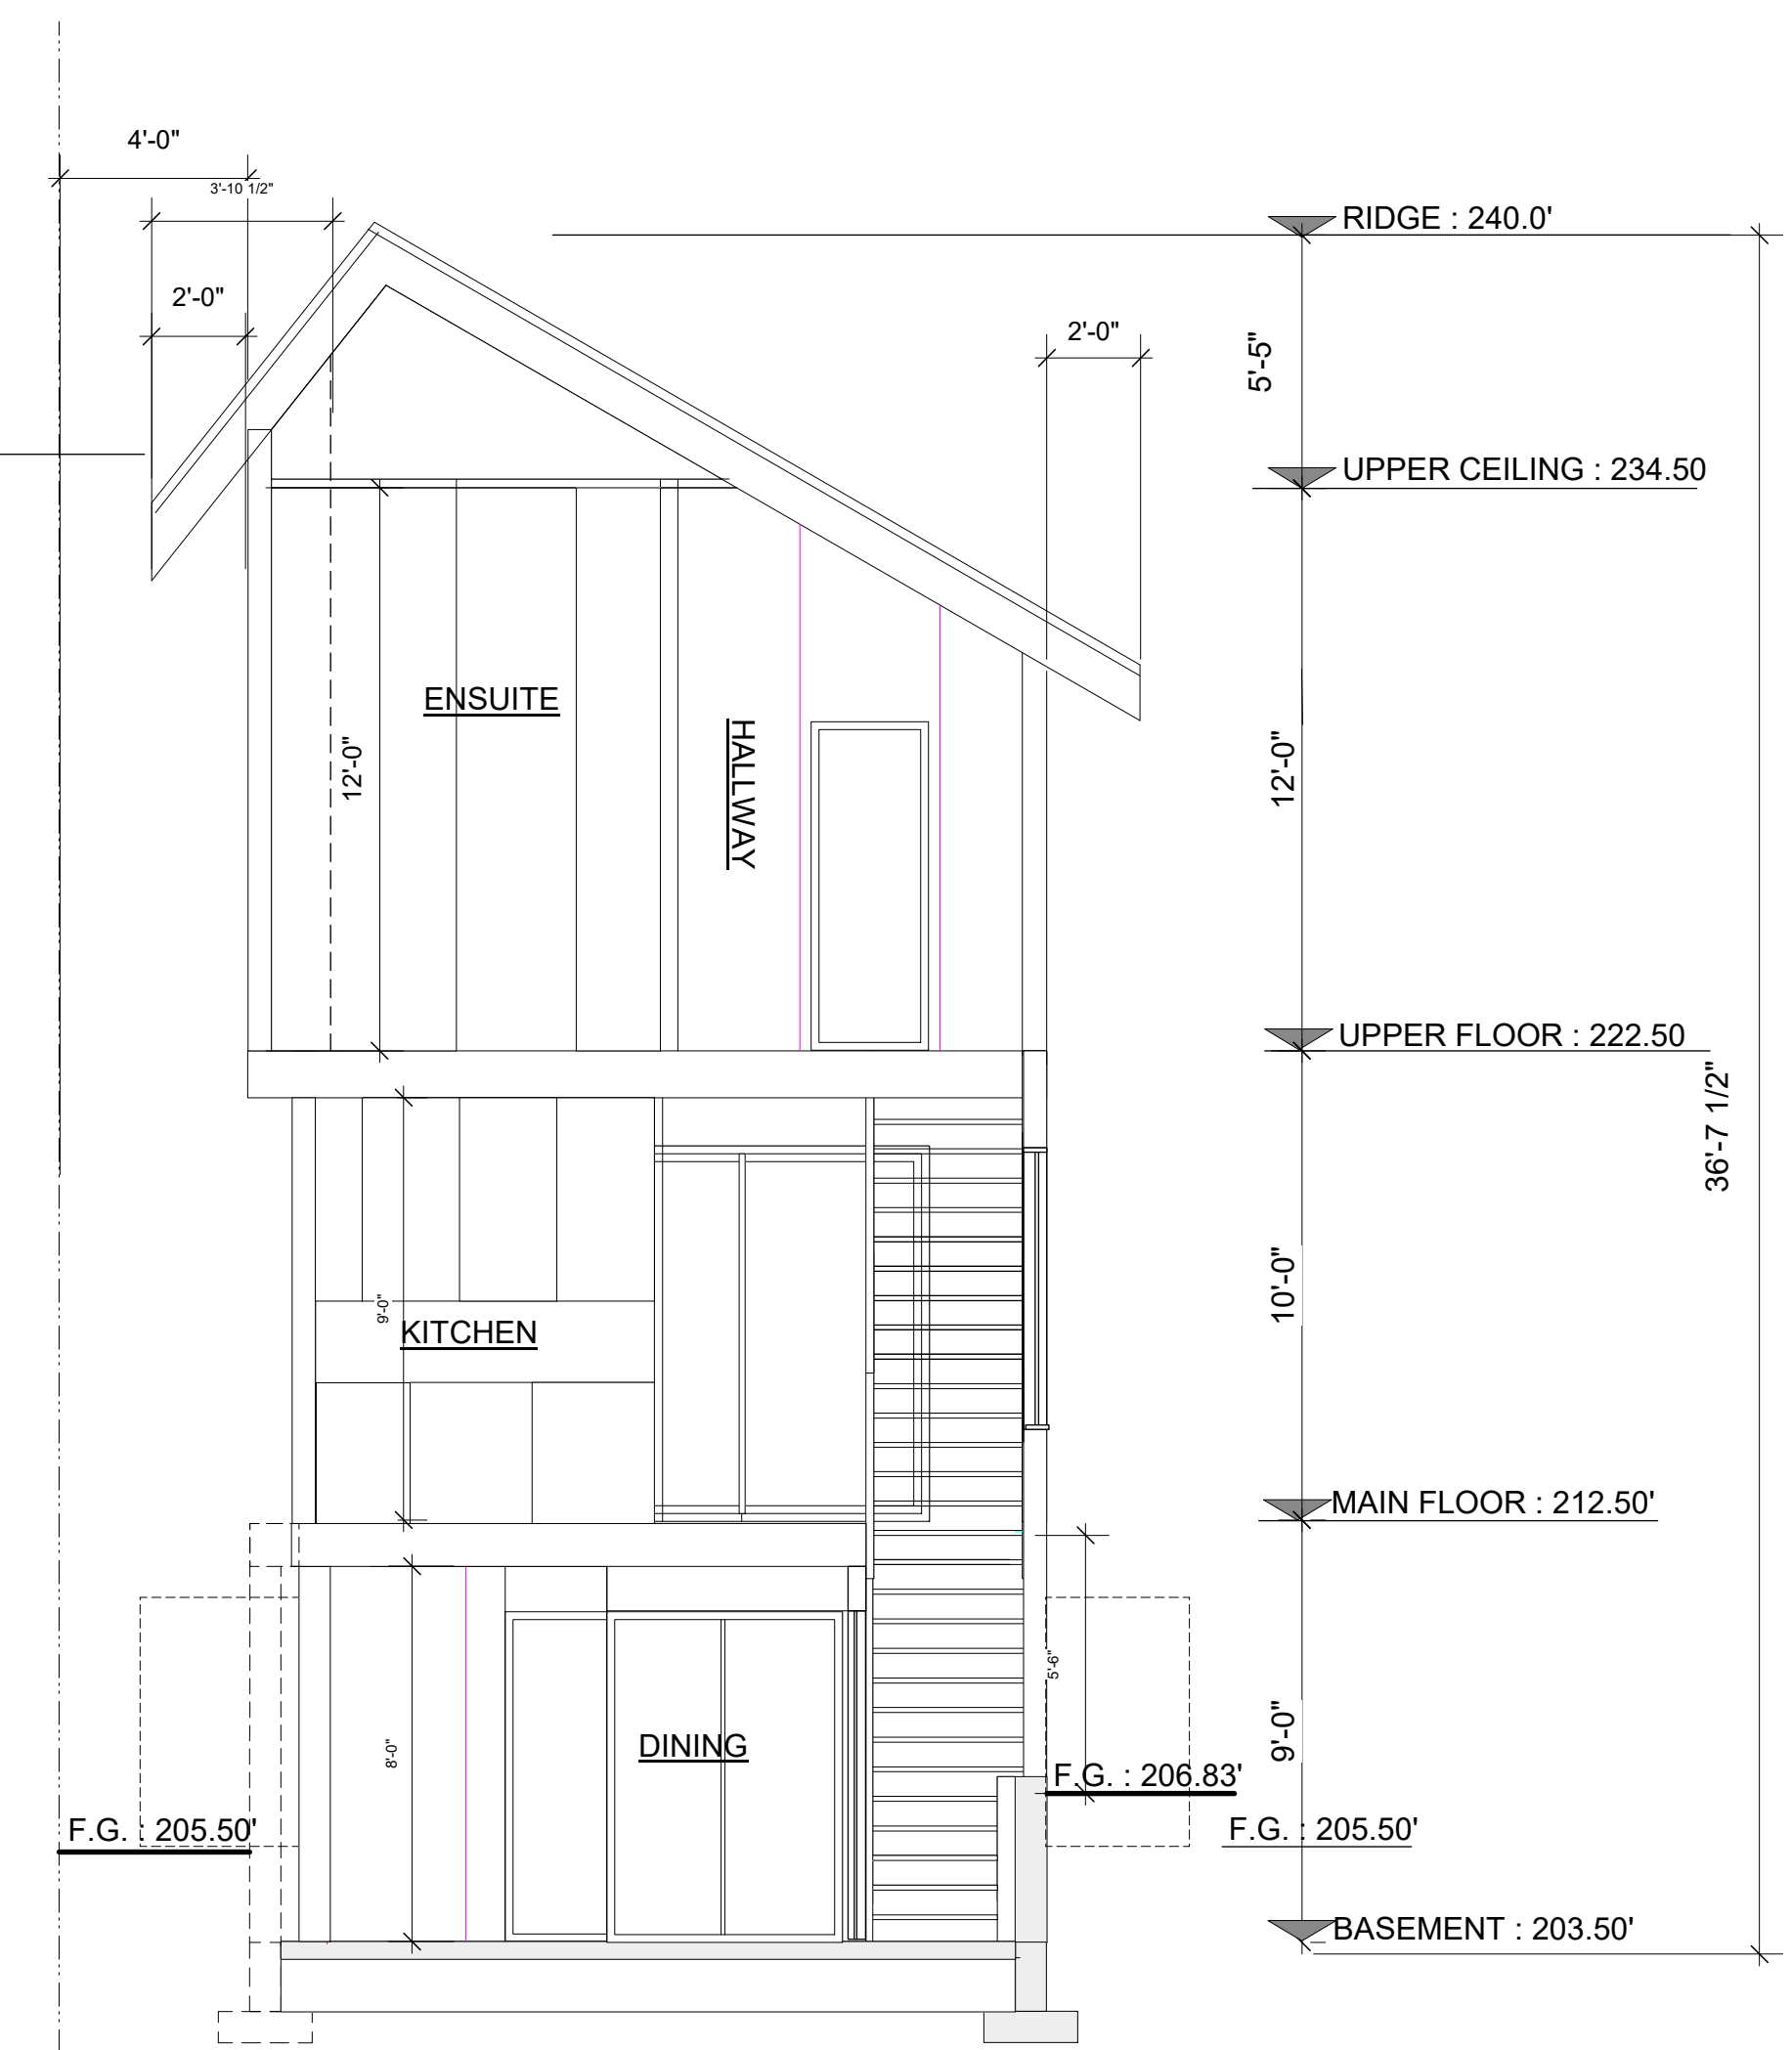 4'-0"
3'-10 1/2"
RIDGE : 240.0'
2'-0"
2'-0"
5'-5"
UPPER CEILING : 234.50
ENSUITE
HALLWAY
12'-0"
12'-0"
UPPER FLOOR : 222.50
36'-7 1/2"
9'-0"
10'-0"
KITCHEN
MAIN FLOOR : 212.50'
5'-6"
8'-0"
DINING
9'-0"
F.G. : 206.83'
F.G. : 205.50'
F.G. : 205.50'
BASEMENT : 203.50'